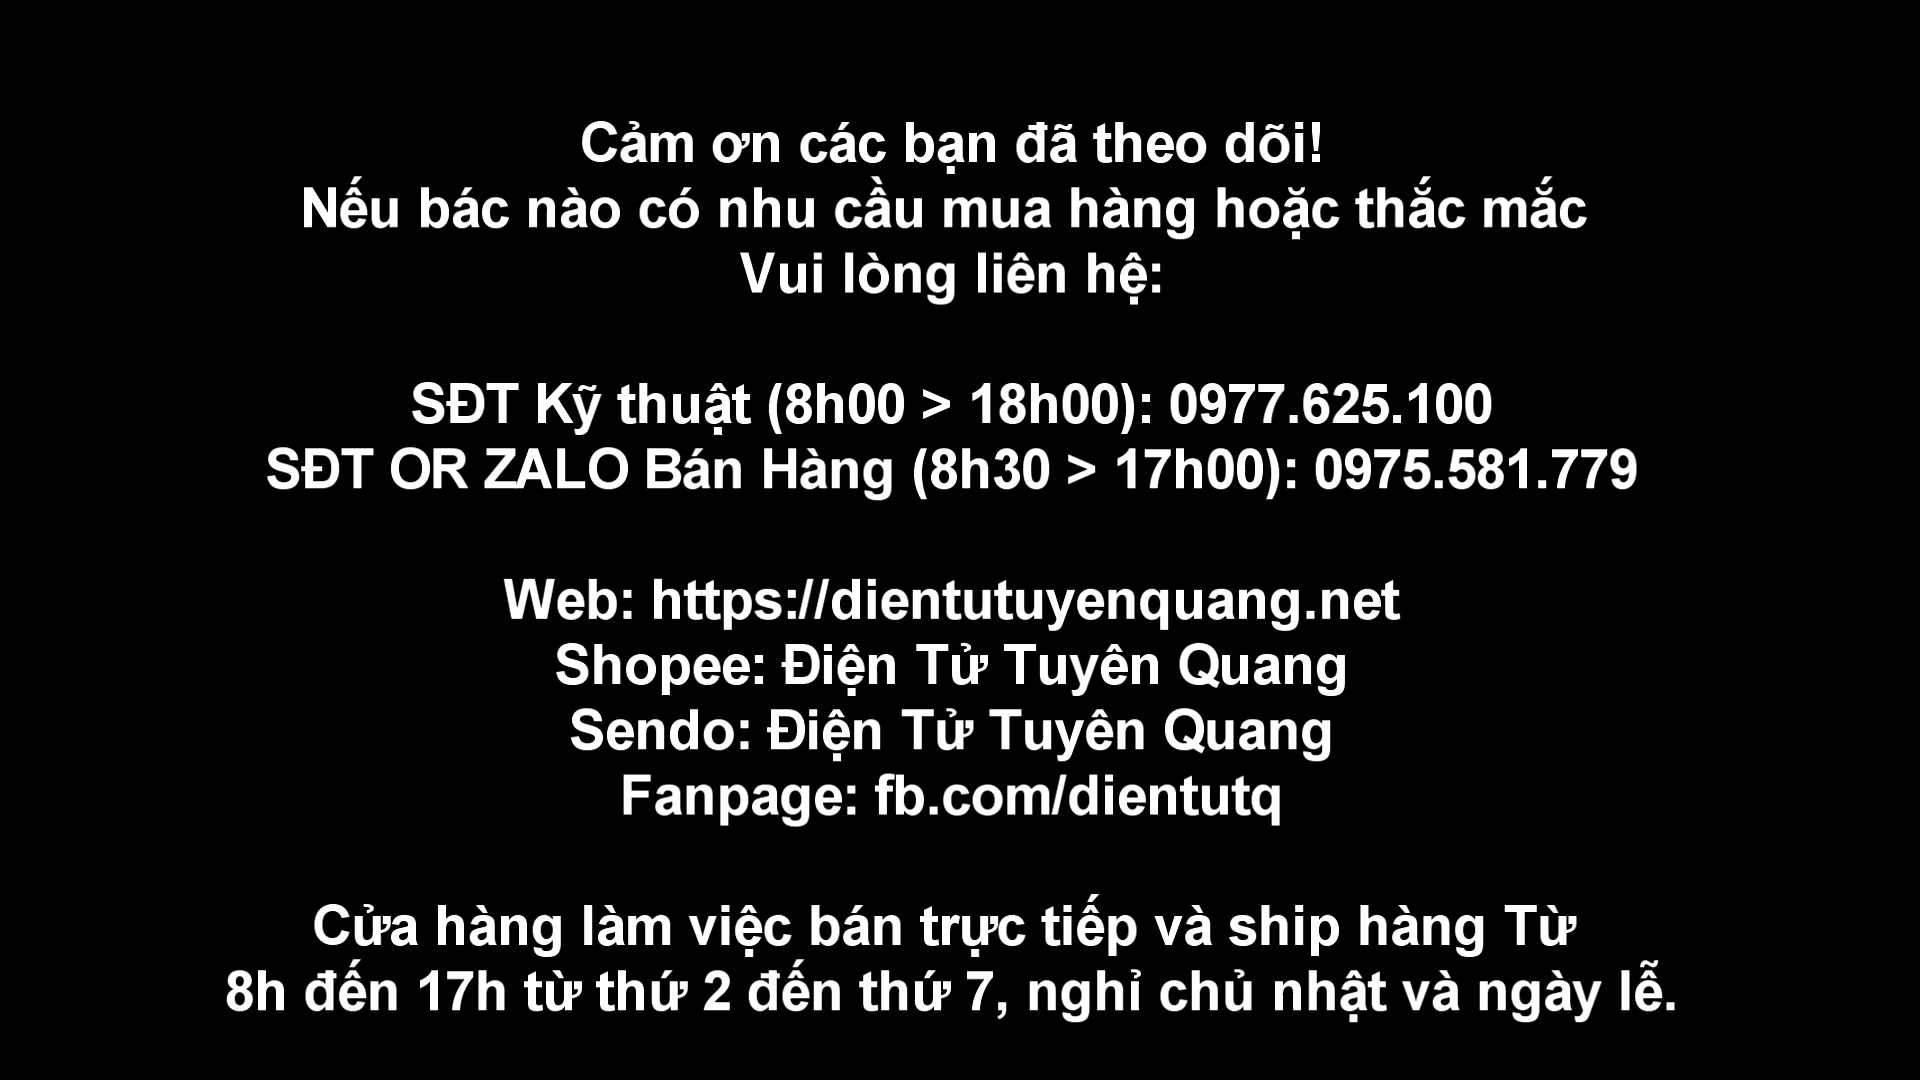 Cảm ơn các bạn đã theo dõi!
Nếu bác nào có nhu cầu mua hàng hoặc thắc mắc
Vui lòng liên hệ:
SĐT Kỹ thuật (8h00 > 18h00): 0977.625.100
SĐT OR ZALO Bán Hàng (8h30 > 17h00): 0975.581.779
Web: https://dientutuyenquang.net
Shopee: Điện Tử Tuyên Quang
Sendo: Điện Tử Tuyên Quang
Fanpage: fb.com/dientutq
Cửa hàng làm việc bán trực tiếp và ship hàng Từ
8h đến 17h từ thứ 2 đến thứ 7, nghỉ chủ nhật và ngày lễ.